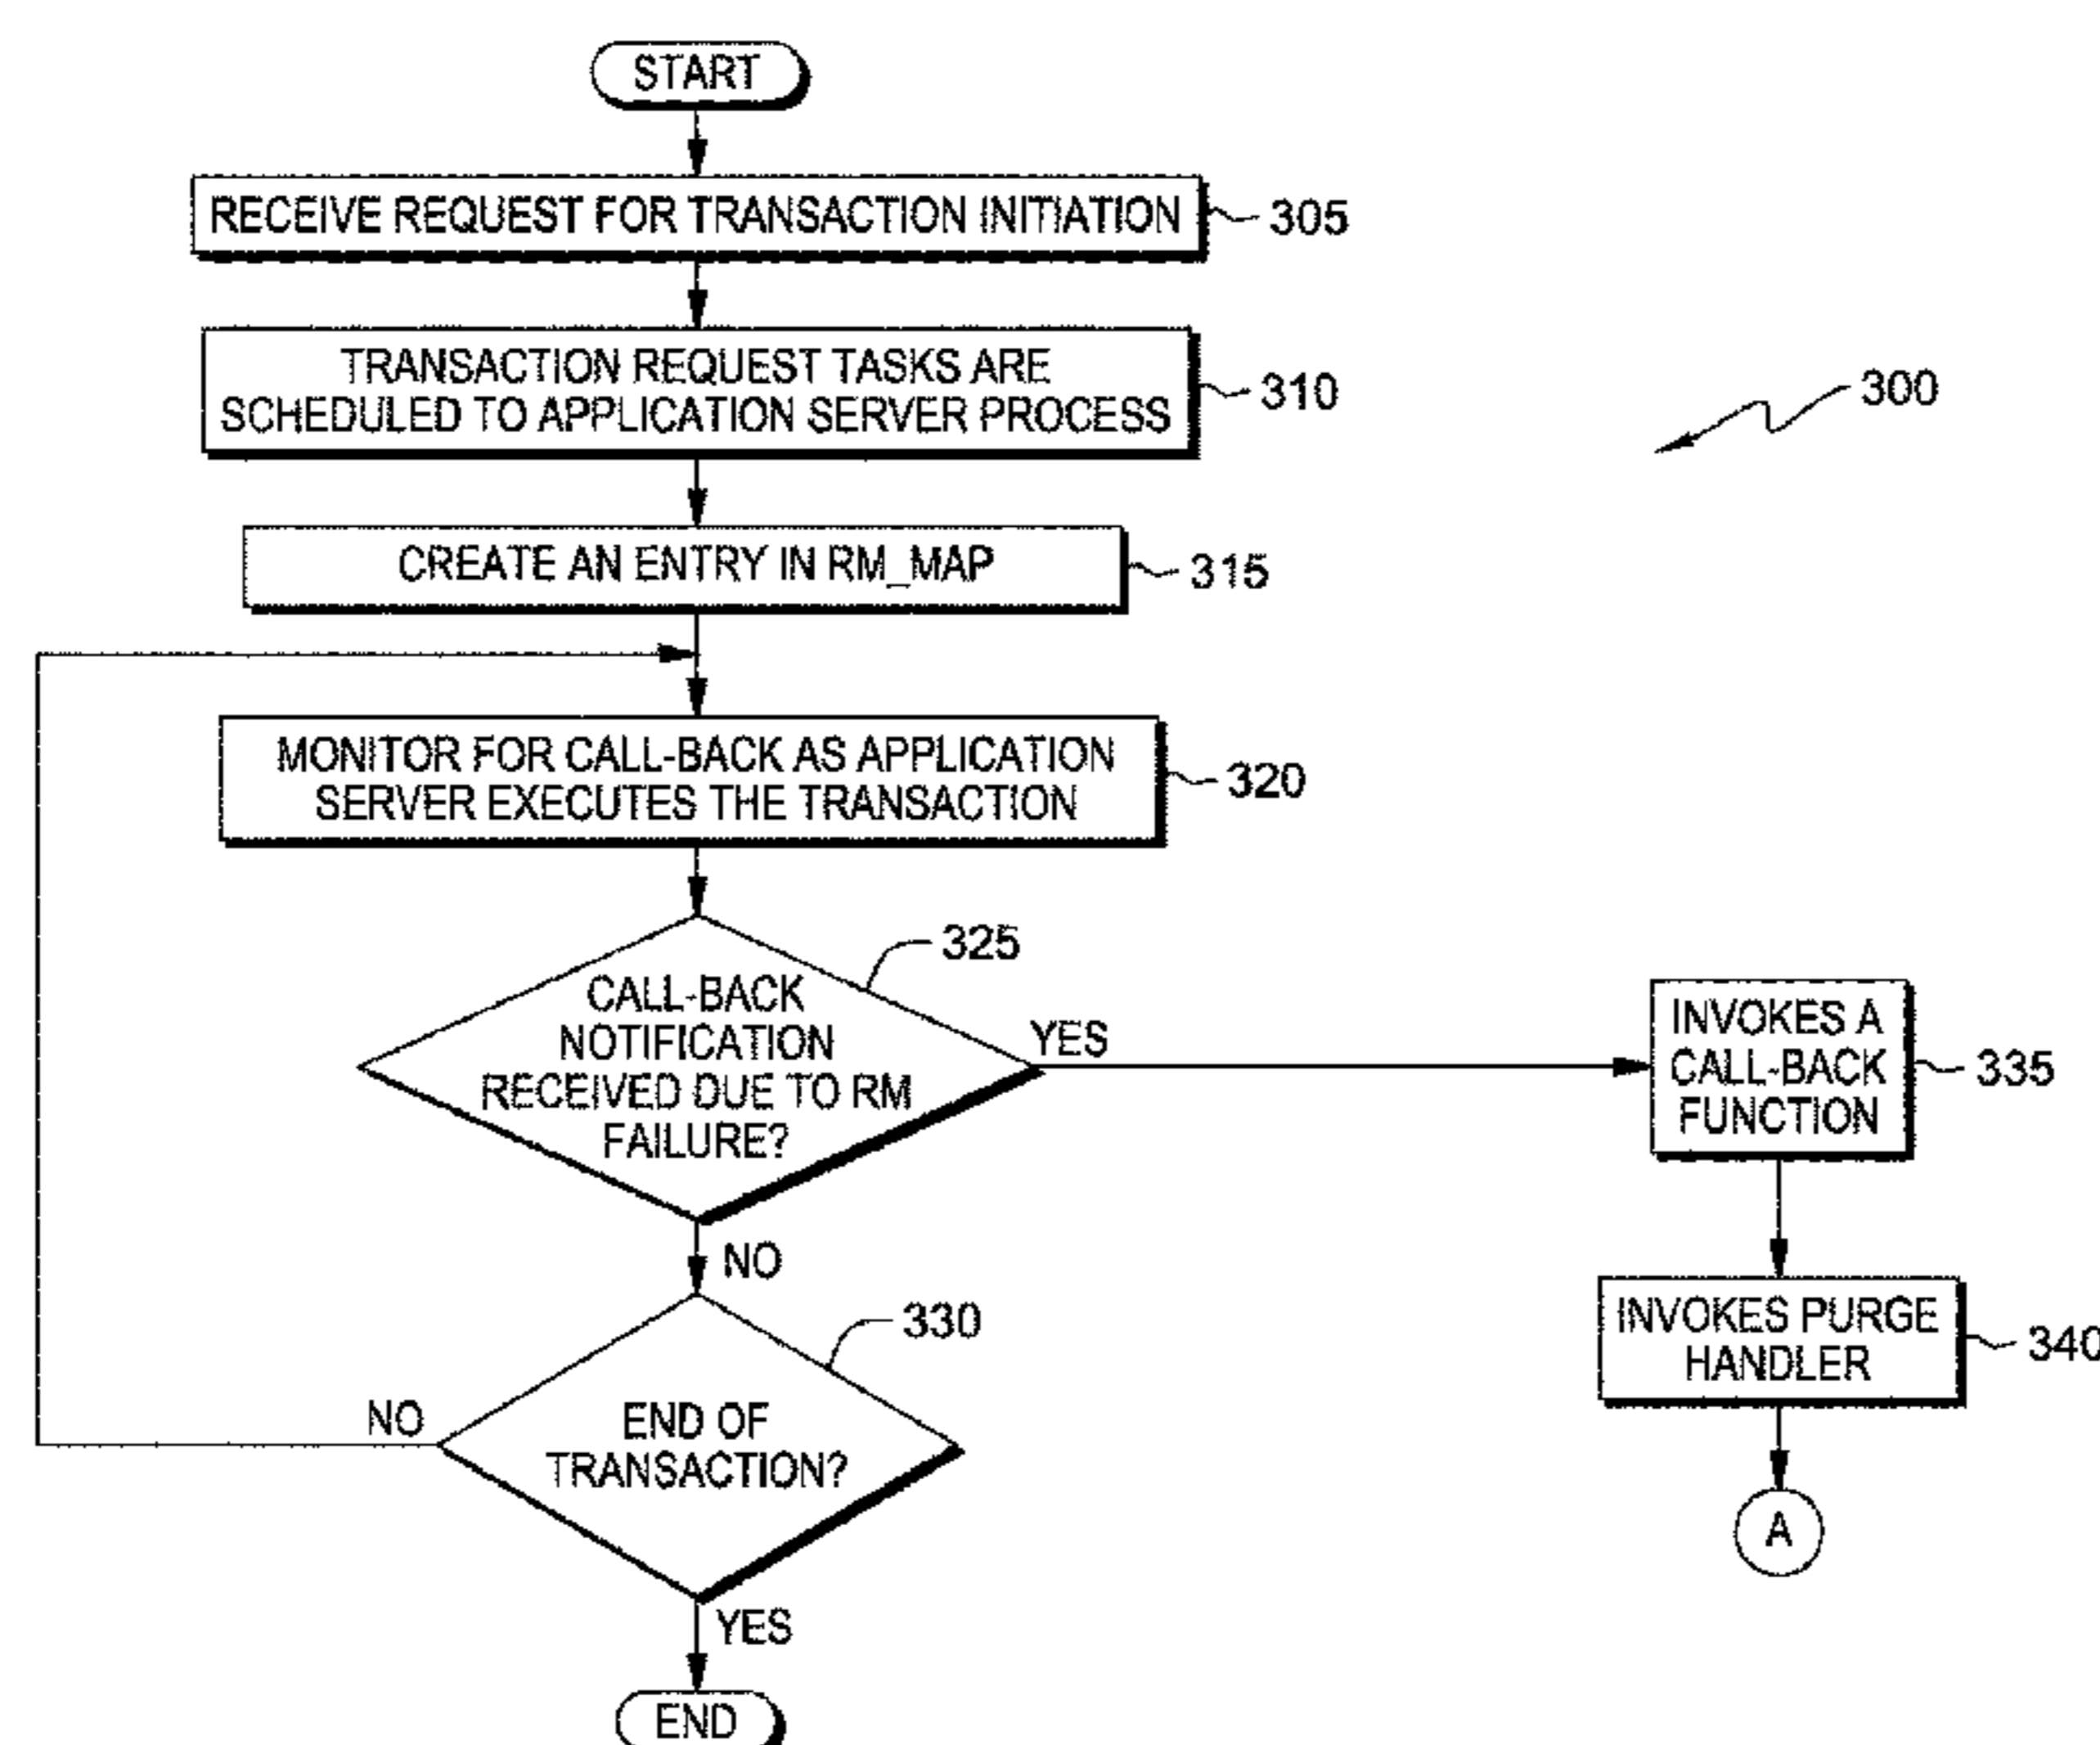 START
RECEIVE REQUEST FOR TRANSACTION INITIATION
305
TRANSACTION REQUEST TASKS ARE
SCHEDULED TO APPLICATION SERVER PROCESS
310
300
CREATE AN ENTRY IN RM_MAP
315
MONITOR FOR CALL-BACK AS APPLICATION
SERVER EXECUTES THE TRANSACTION
320
325
CALL-BACK
NOTIFICATION
RECEIVED DUE TO RM
FAILURE?
YES
INVOKES A
CALL-BACK
FUNCTION
335
NO
330
INVOKES PURGE
HANDLER
340
NO
END OF
TRANSACTION?
A
YES
END